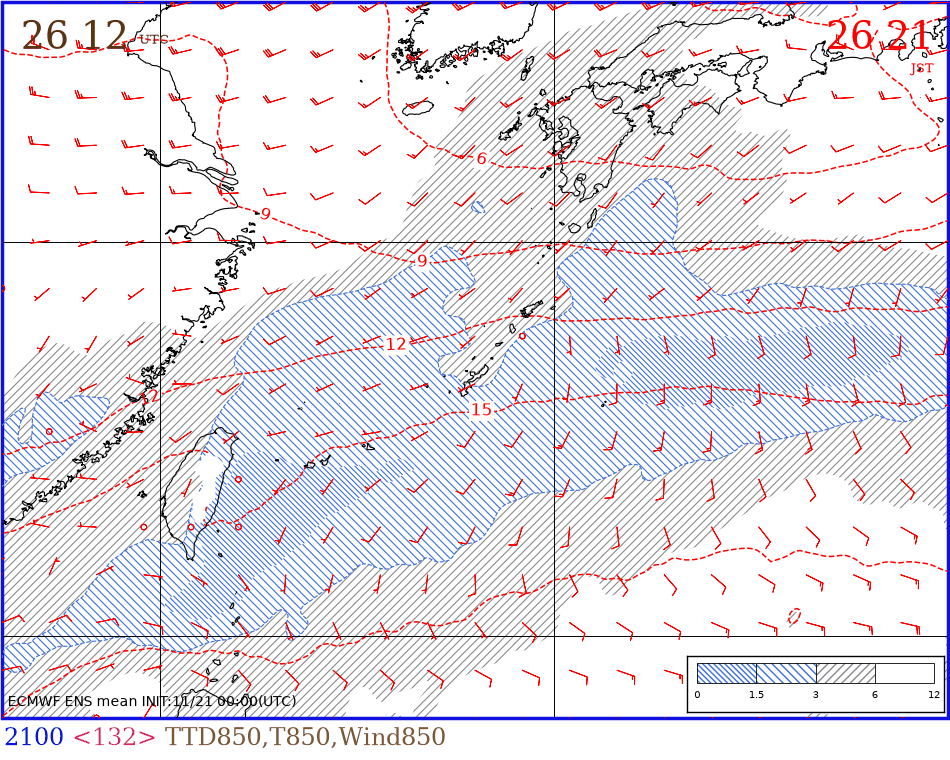 26 12 UTC 26 21
JST
6
9
9
12
12
15
ECMWF ENS mean INIT:11/21 00:00(UTC)
0 1.5 3 6 12
2100 <132> TTD850,T850,Wind850